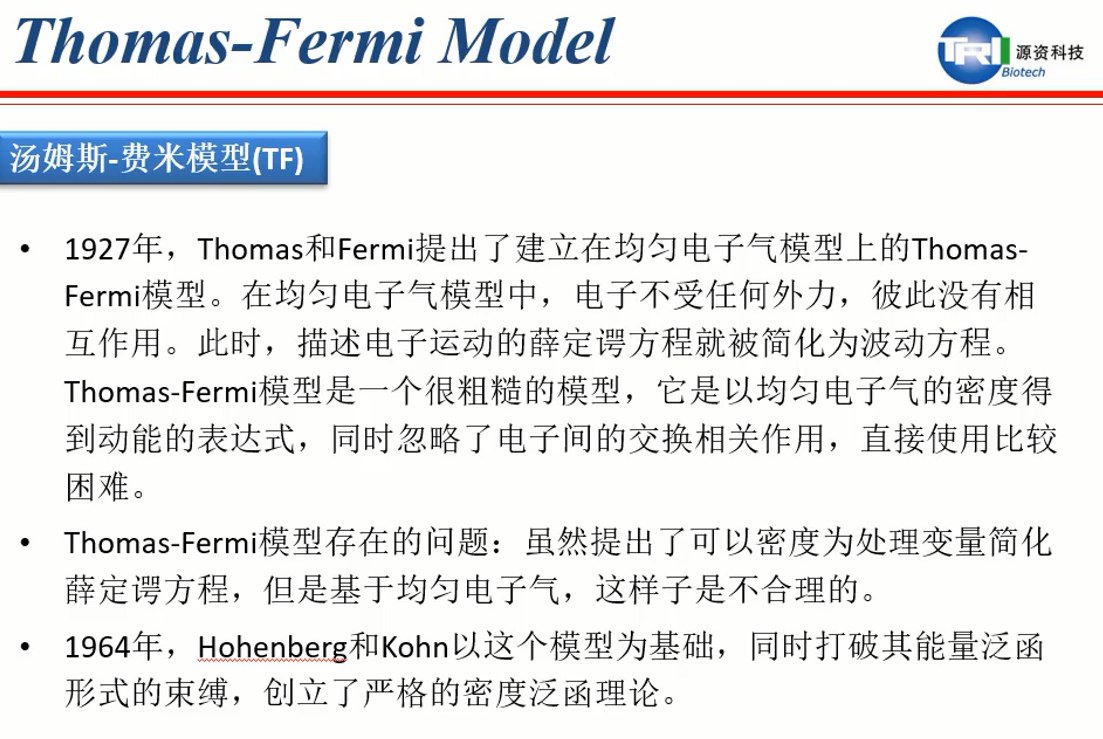 Thomas-Fermi Model
TRI
源资科技
Biotech
汤姆斯-费米模型(TF)
• 1927年，Thomas和Fermi提出了建立在均匀电子气模型上的Thomas-
Fermi模型。在均匀电子气模型中，电子不受任何外力，彼此没有相
互作用。此时，描述电子运动的薛定谔方程就被简化为波动方程。
Thomas-Fermi模型是一个很粗糙的模型，它是以均匀电子气的密度得
到动能的表达式，同时忽略了电子间的交换相关作用，直接使用比较
困难。
• Thomas-Fermi模型存在的问题：虽然提出了可以密度为处理变量简化
薛定谔方程，但是基于均匀电子气，这样子是不合理的。
• 1964年，Hohenberg和Kohn以这个模型为基础，同时打破其能量泛函
形式的束缚，创立了严格的密度泛函理论。